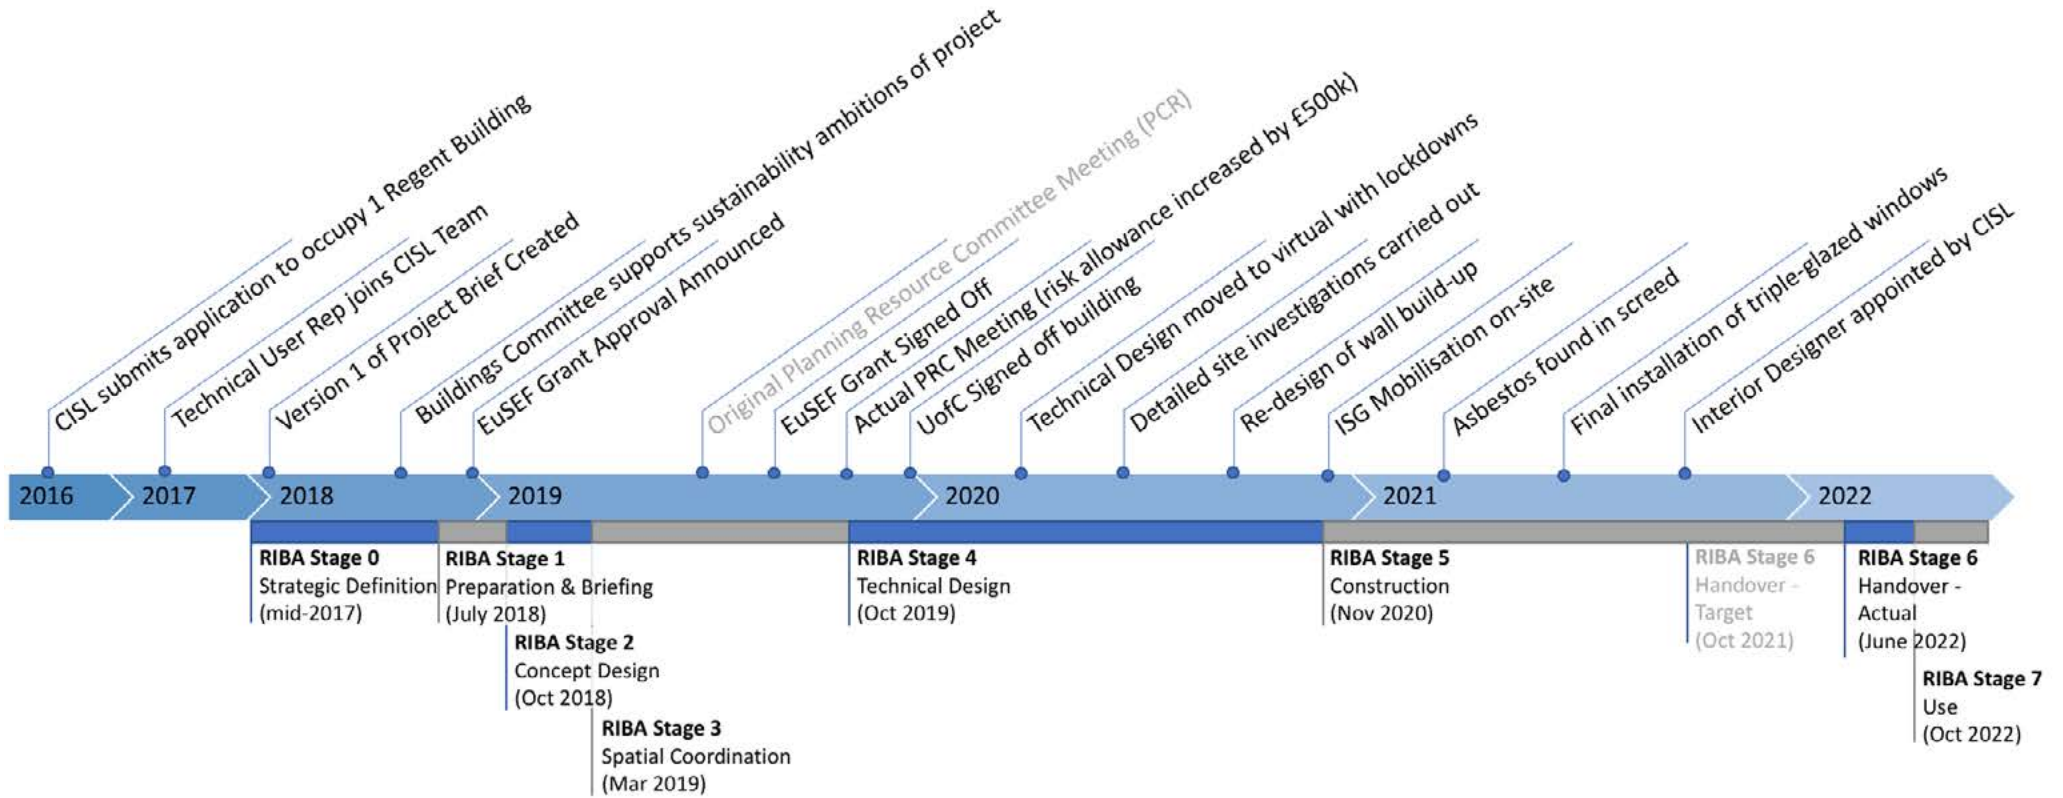 CISL submits application to occupy 1 Regent Building
Technical User Rep joins CISL Team
Version 1 of Project Brief Created
Buildings Committee supports sustainability ambitions of project
EuSEF Grant Approval Announced
Original Planning Resource Committee Meeting (PCR)
EuSEF Grant Signed Off
Actual PRC Meeting (risk allowance increased by £500k)
UofC Signed off building
Technical Design moved to virtual with lockdowns
Detailed site investigations carried out
Re-design of wall build-up
ISG Mobilisation on-site
Asbestos found in screed
Final installation of triple-glazed windows
Interior Designer appointed by CISL
2016
2017
2018
2019
2020
2021
2022
RIBA Stage 0
Strategic Definition
(mid-2017)
RIBA Stage 1
Preparation & Briefing
(July 2018)
RIBA Stage 2
Concept Design
(Oct 2018)
RIBA Stage 3
Spatial Coordination
(Mar 2019)
RIBA Stage 4
Technical Design
(Oct 2019)
RIBA Stage 5
Construction
(Nov 2020)
RIBA Stage 6
Handover -
Target
(Oct 2021)
RIBA Stage 6
Handover -
Actual
(June 2022)
RIBA Stage 7
Use
(Oct 2022)